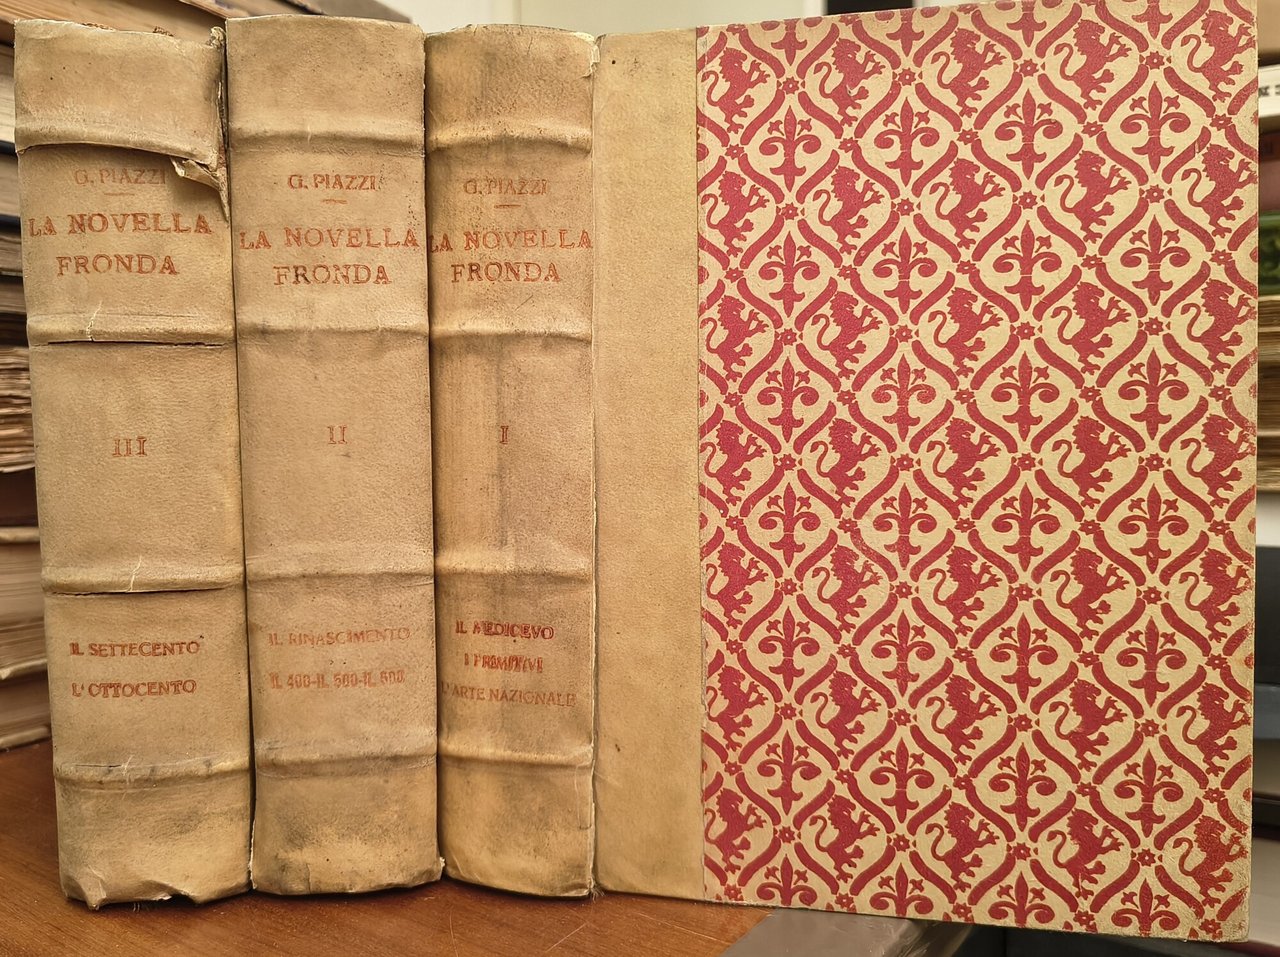 G. PIAZZI
LA NOVELLA
FRONDA
III
IL SETTECENTO
L'OTTOCENTO
G. PIAZZI
LA NOVELLA
FRONDA
II
IL RINASCIMENTO
IL 400-IL 500-IL 600
G. PIAZZI
LA NOVELLA
FRONDA
I
IL MEDIOEVO
I PRIMITIVI
L'ARTE NAZIONALE